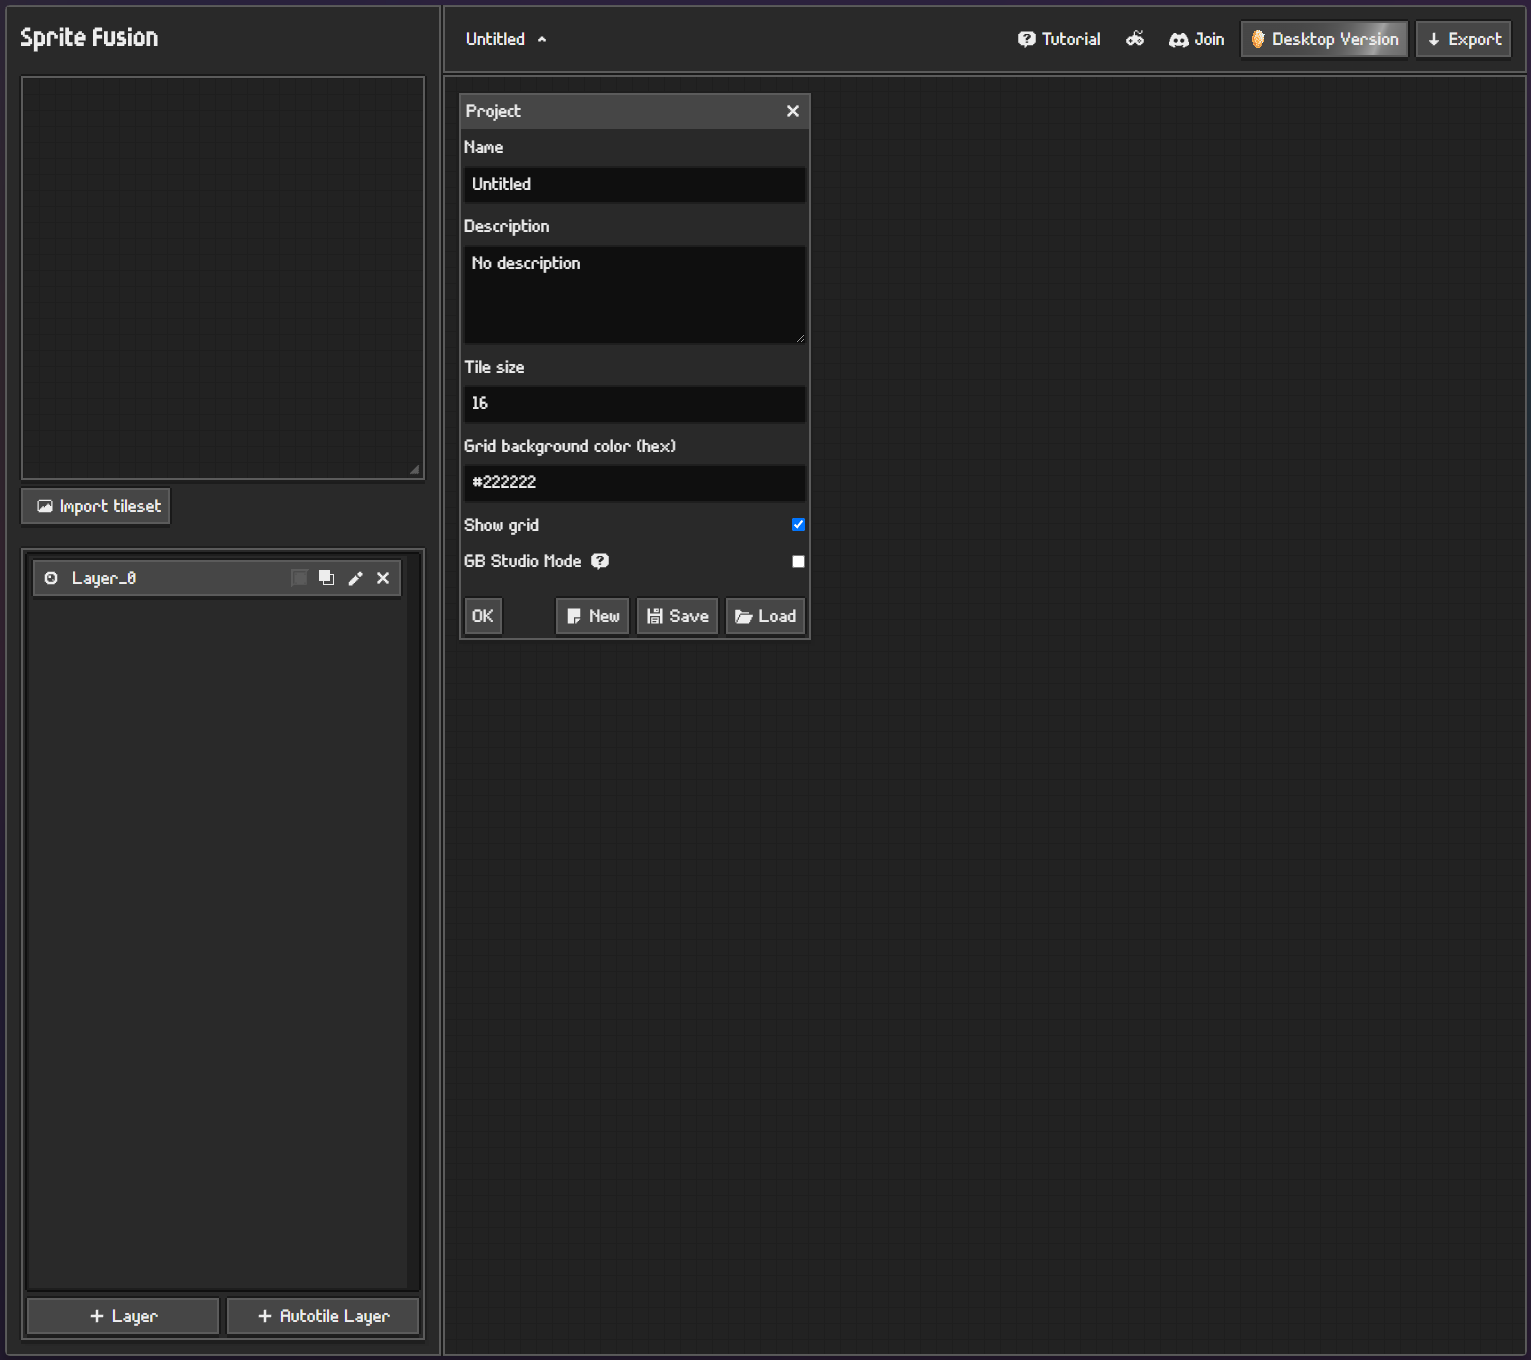 Sprite Fusion
Import tileset
Layer_0
+ Layer
+ Autotile Layer
Untitled
Tutorial
Join
Desktop Version
Export
Project
Name
Untitled
Description
No description
Tile size
16
Grid background color (hex)
#222222
Show grid
GB Studio Mode
OK
New
Save
Load